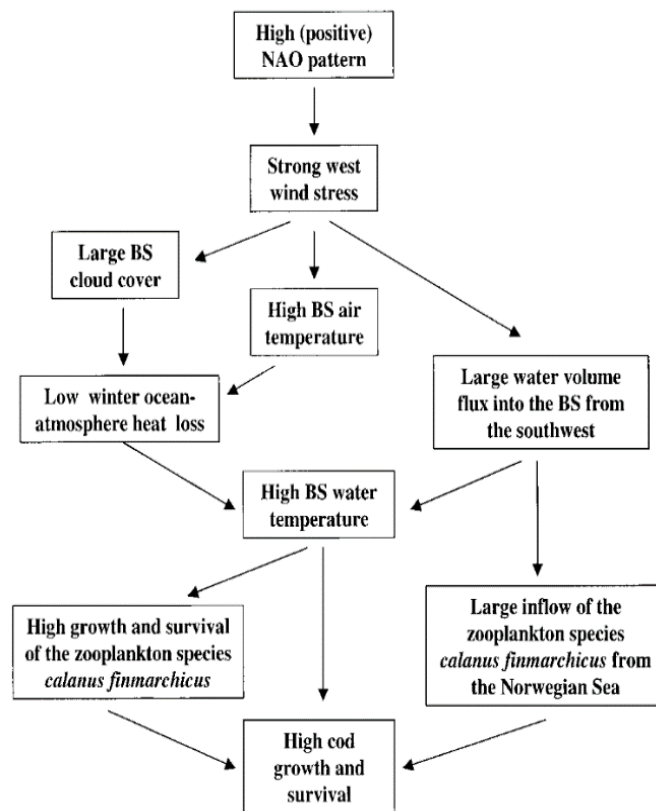 High (positive)
NAO pattern
Strong west
wind stress
Large BS
cloud cover
High BS air
temperature
Low winter ocean-
atmosphere heat loss
Large water volume
flux into the BS from
the southwest
High BS water
temperature
High growth and survival
of the zooplankton species
calanus finmarchicus
Large inflow of the
zooplankton species
calanus finmarchicus from
the Norwegian Sea
High cod
growth and
survival